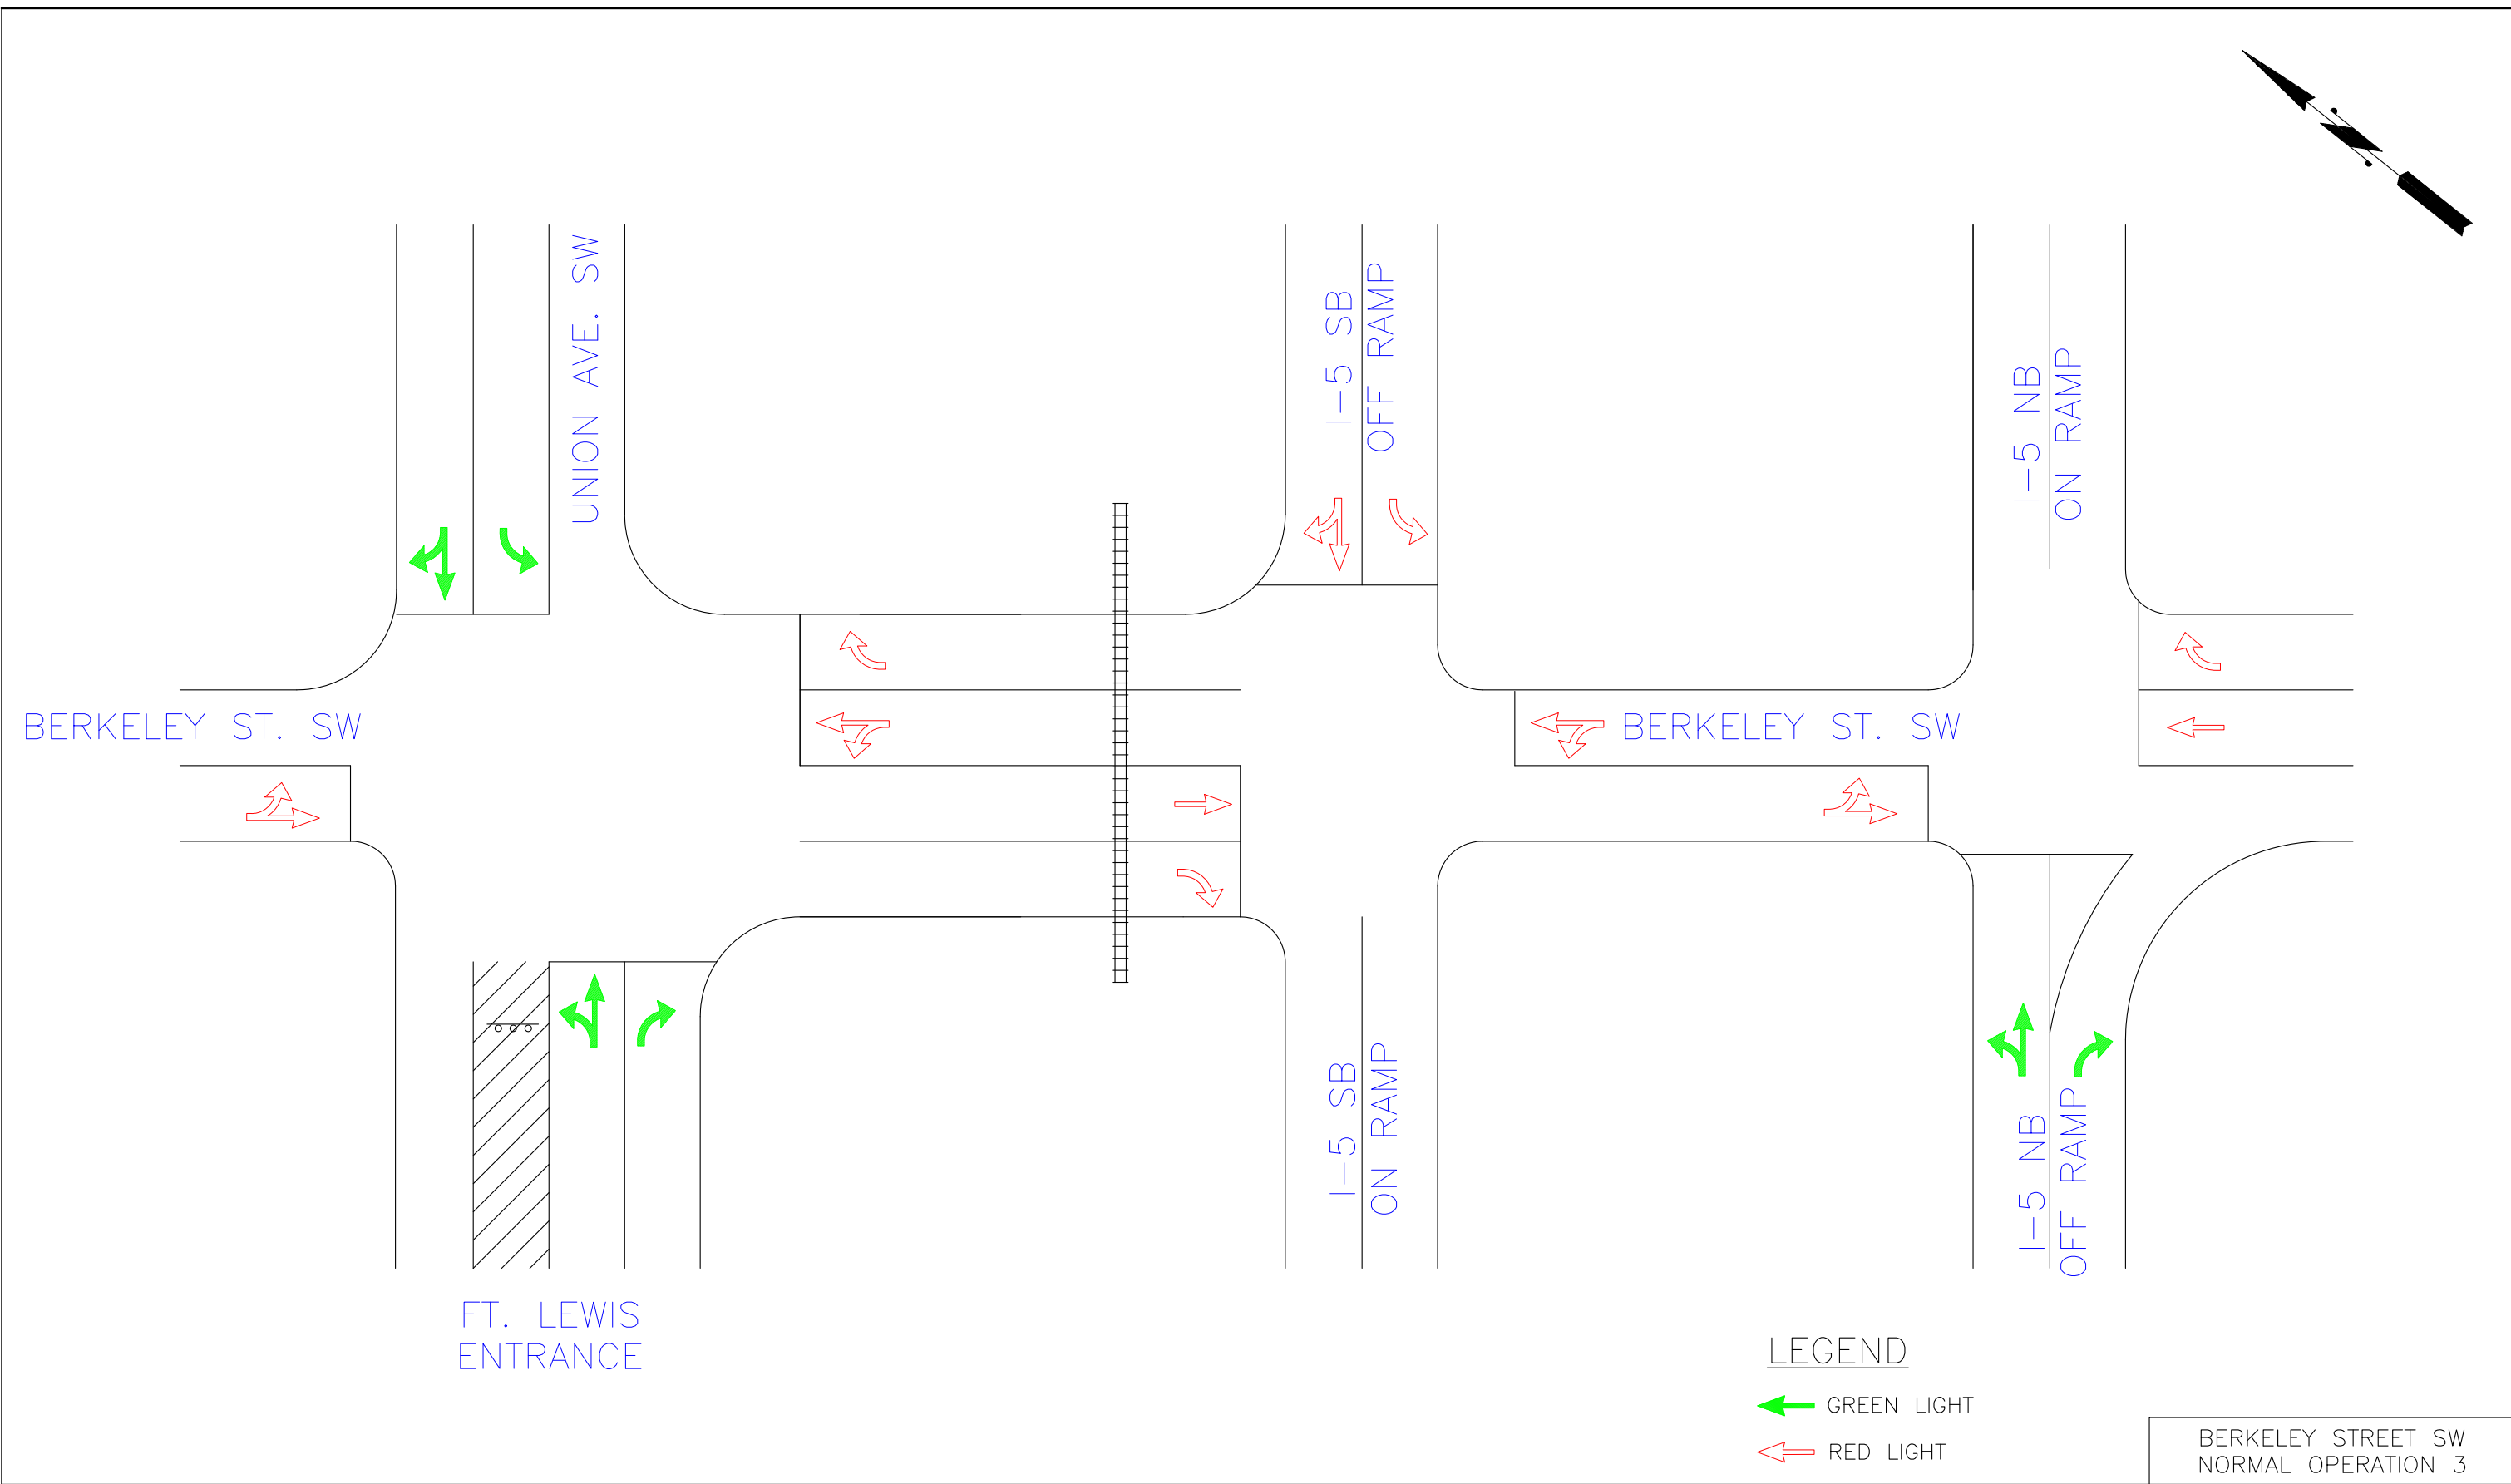 UNION AVE. SW
I-5 SB
OFF RAMP
I-5 NB
ON RAMP
BERKELEY ST. SW
BERKELEY ST. SW
I-5 SB
ON RAMP
I-5 NB
OFF RAMP
FT. LEWIS
ENTRANCE
LEGEND
GREEN LIGHT
RED LIGHT
BERKELEY STREET SW
NORMAL OPERATION 3